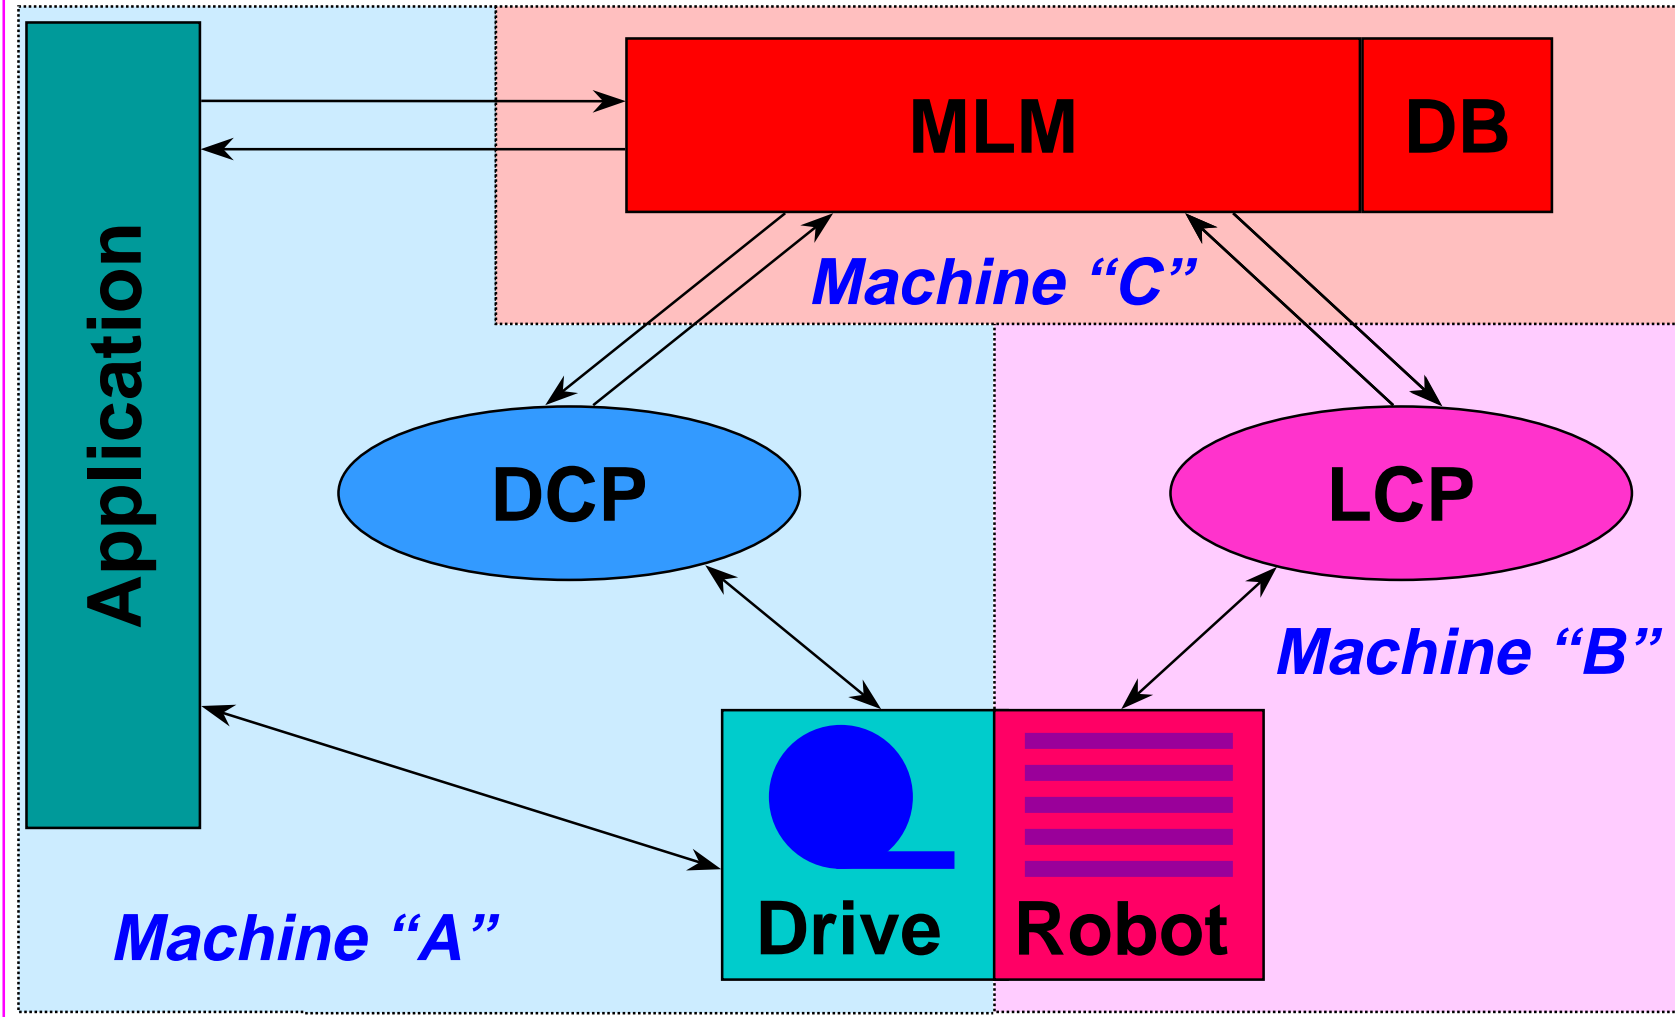 Application
MLM
DB
Machine “C”
DCP
LCP
Machine “B”
Drive
Robot
Machine “A”